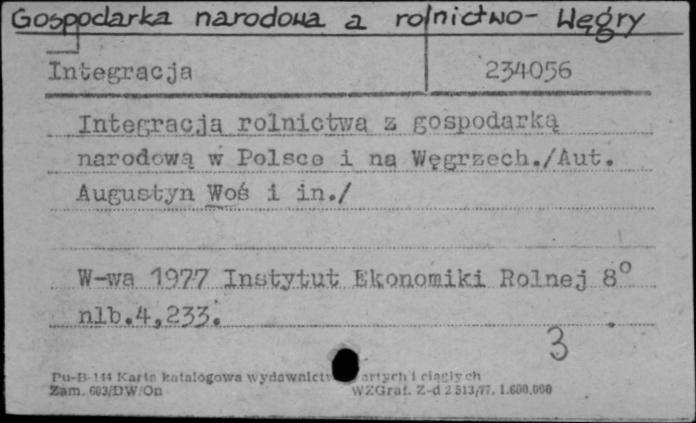 Gospodarka narodowa a rolnictwo - Węgry
Integracja 234056
Integracja rolnictwa z gospodarką
narodową w Polsce i na Węgrzech./Aut.
Augustyn Woś i in./
W-wa 1977 Instytut Ekonomiki Rolnej 8°
nlb.4,233.
3
Pu-B-144 Karta katalogowa wydawnictw zwartych i ciągłych
Zam. 603/DW/On WZGraf. Z-d 2 513/77. 1.600.000